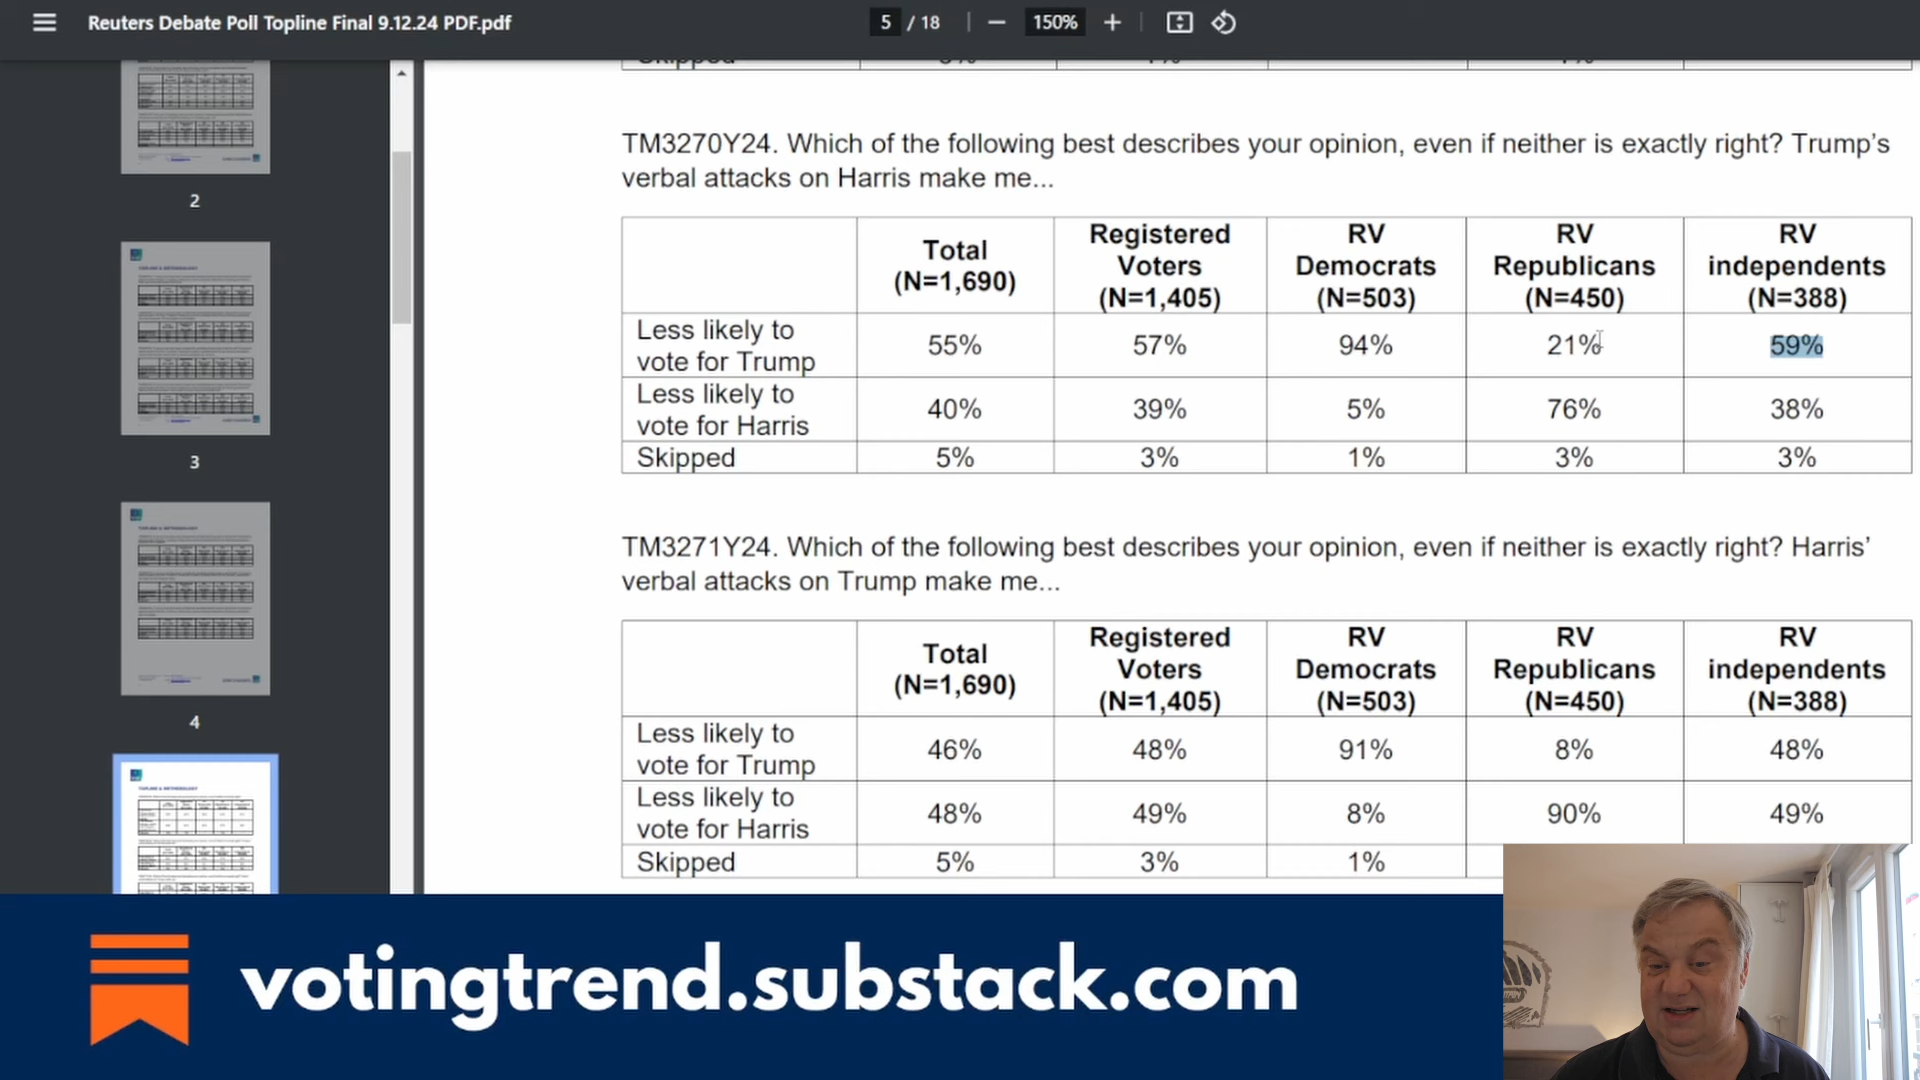 Reuters Debate Poll Topline Final 9.12.24 PDF.pdf
5 / 18
150%
2
3
4
TM3270Y24. Which of the following best describes your opinion, even if neither is exactly right? Trump's
verbal attacks on Harris make me...
Total (N=1,690) Registered Voters (N=1,405) RV Democrats (N=503) RV Republicans (N=450) RV independents (N=388)
Less likely to vote for Trump 55% 57% 94% 21% 59%
Less likely to vote for Harris 40% 39% 5% 76% 38%
Skipped 5% 3% 1% 3% 3%
TM3271Y24. Which of the following best describes your opinion, even if neither is exactly right? Harris'
verbal attacks on Trump make me...
Total (N=1,690) Registered Voters (N=1,405) RV Democrats (N=503) RV Republicans (N=450) RV independents (N=388)
Less likely to vote for Trump 46% 48% 91% 8% 48%
Less likely to vote for Harris 48% 49% 8% 90% 49%
Skipped 5% 3% 1%
votingtrend.substack.com